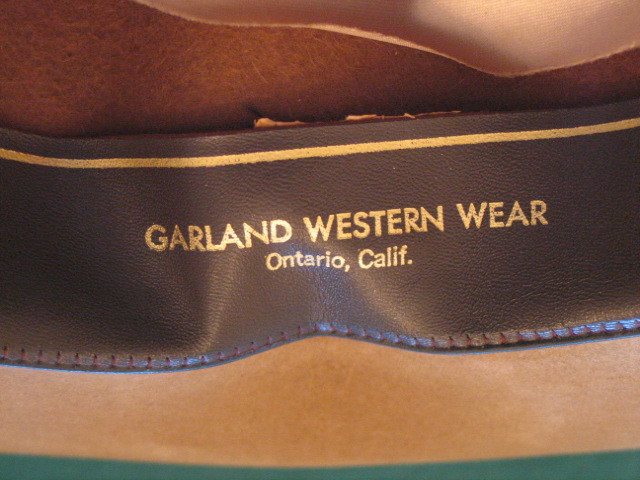 GARLAND WESTERN WEAR
Ontario, Calif.